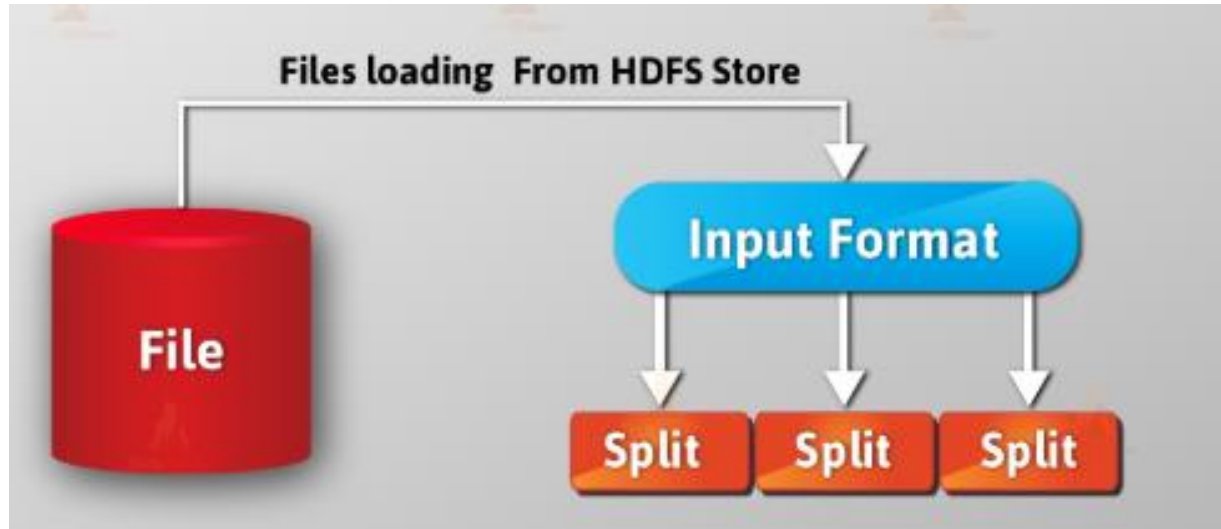 Files loading From HDFS Store
Input Format
File
Split Split Split